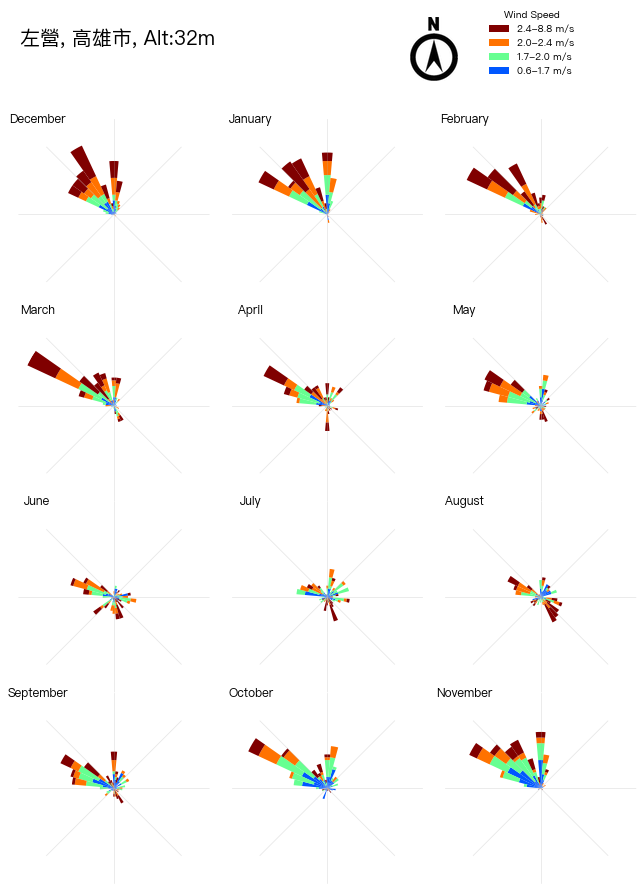 左營, 高雄市, Alt:32m
N
Wind Speed
2.4–8.8 m/s
2.0–2.4 m/s
1.7–2.0 m/s
0.6–1.7 m/s
December
January
February
March
April
May
June
July
August
September
October
November